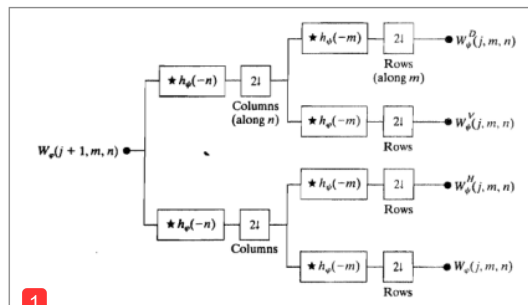 ★ h_ψ(−m) 2↓ W_ψ^D(j, m, n)
Rows
(along m)
★ h_ψ(−n) 2↓
Columns
(along n)
★ h_φ(−m) 2↓ W_ψ^V(j, m, n)
Rows
W_φ(j + 1, m, n)
★ h_ψ(−m) 2↓ W_ψ^H(j, m, n)
Rows
★ h_φ(−n) 2↓
Columns
★ h_φ(−m) 2↓ W_φ(j, m, n)
Rows
1